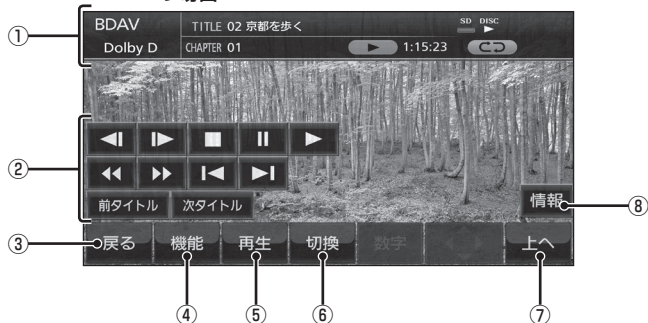 ① BDAV TITLE 02 京都を歩く SD DISC
Dolby D CHAPTER 01 1:15:23
②
前タイトル 次タイトル 情報 ⑧
③ 戻る 機能 再生 切換 数字 上へ
④ ⑤ ⑥ ⑦